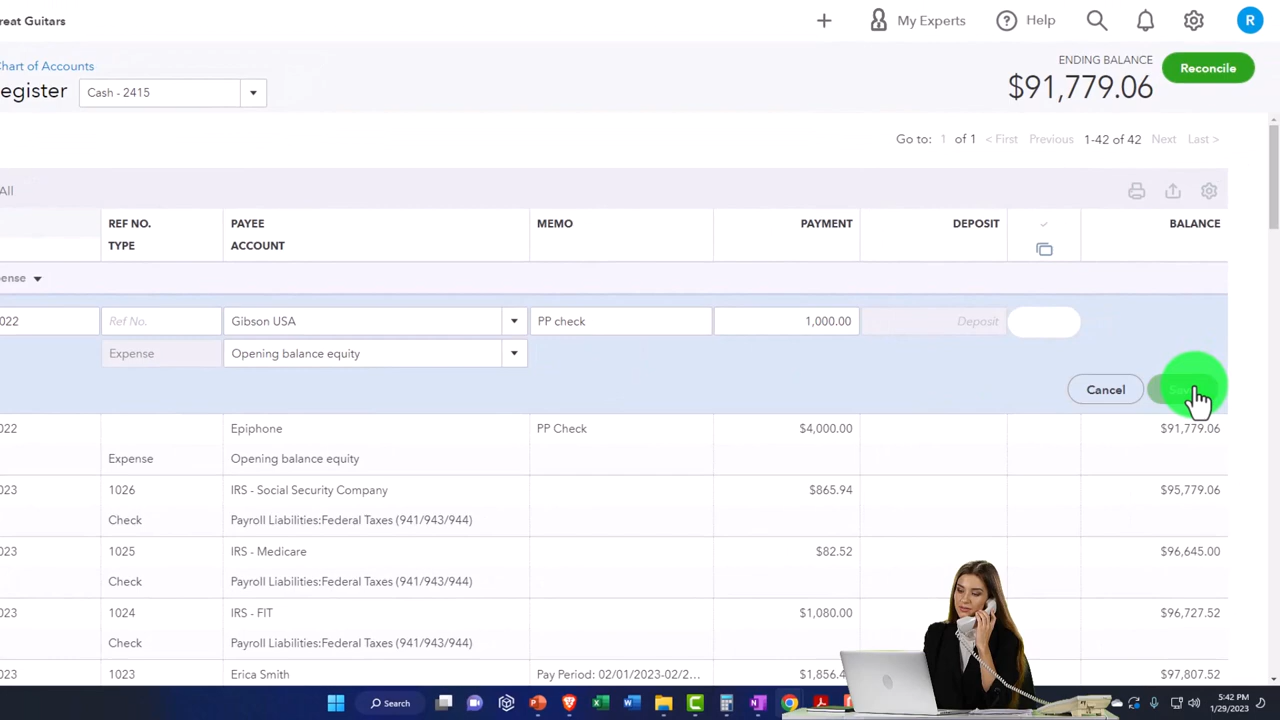 reat Guitars
My Experts
Help
R
hart of Accounts
egister
Cash - 2415
ENDING BALANCE
$91,779.06
Reconcile
Go to: 1 of 1 < First Previous 1-42 of 42 Next Last >
All
REF NO. PAYEE MEMO PAYMENT DEPOSIT BALANCE
TYPE ACCOUNT
pense
022 Ref No. Gibson USA PP check 1,000.00 Deposit
Expense Opening balance equity
Cancel
022 Epiphone PP Check $4,000.00 $91,779.06
Expense Opening balance equity
023 1026 IRS - Social Security Company $865.94 $95,779.06
Check Payroll Liabilities:Federal Taxes (941/943/944)
023 1025 IRS - Medicare $82.52 $96,645.00
Check Payroll Liabilities:Federal Taxes (941/943/944)
023 1024 IRS - FIT $1,080.00 $96,727.52
Check Payroll Liabilities:Federal Taxes (941/943/944)
023 1023 Erica Smith Pay Period: 02/01/2023-02/2... $1,856.4 $97,807.52
Search
5:42 PM
1/29/2023